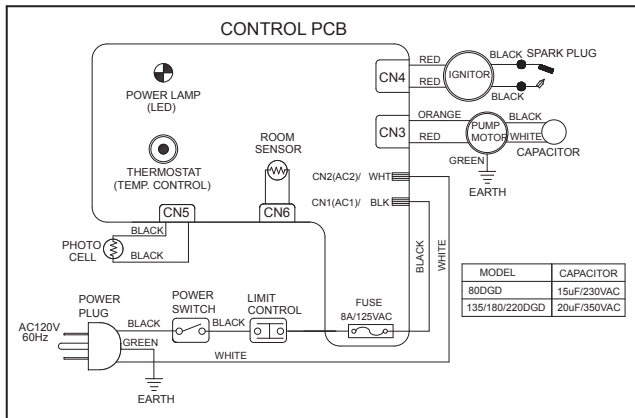 CONTROL PCB
POWER LAMP
(LED)
THERMOSTAT
(TEMP. CONTROL)
ROOM
SENSOR
CN4
RED
RED
IGNITOR
BLACK
SPARK PLUG
BLACK
CN3
ORANGE
RED
PUMP
MOTOR
BLACK
WHITE
CAPACITOR
GREEN
EARTH
CN2(AC2)/ WHT
CN1(AC1)/ BLK
CN5
CN6
BLACK
BLACK
PHOTO
CELL
BLACK
WHITE
MODEL CAPACITOR
80DGD 15uF/230VAC
135/180/220DGD 20uF/350VAC
POWER
PLUG
AC120V
60Hz
BLACK
GREEN
POWER
SWITCH
BLACK
LIMIT
CONTROL
FUSE
8A/125VAC
WHITE
EARTH